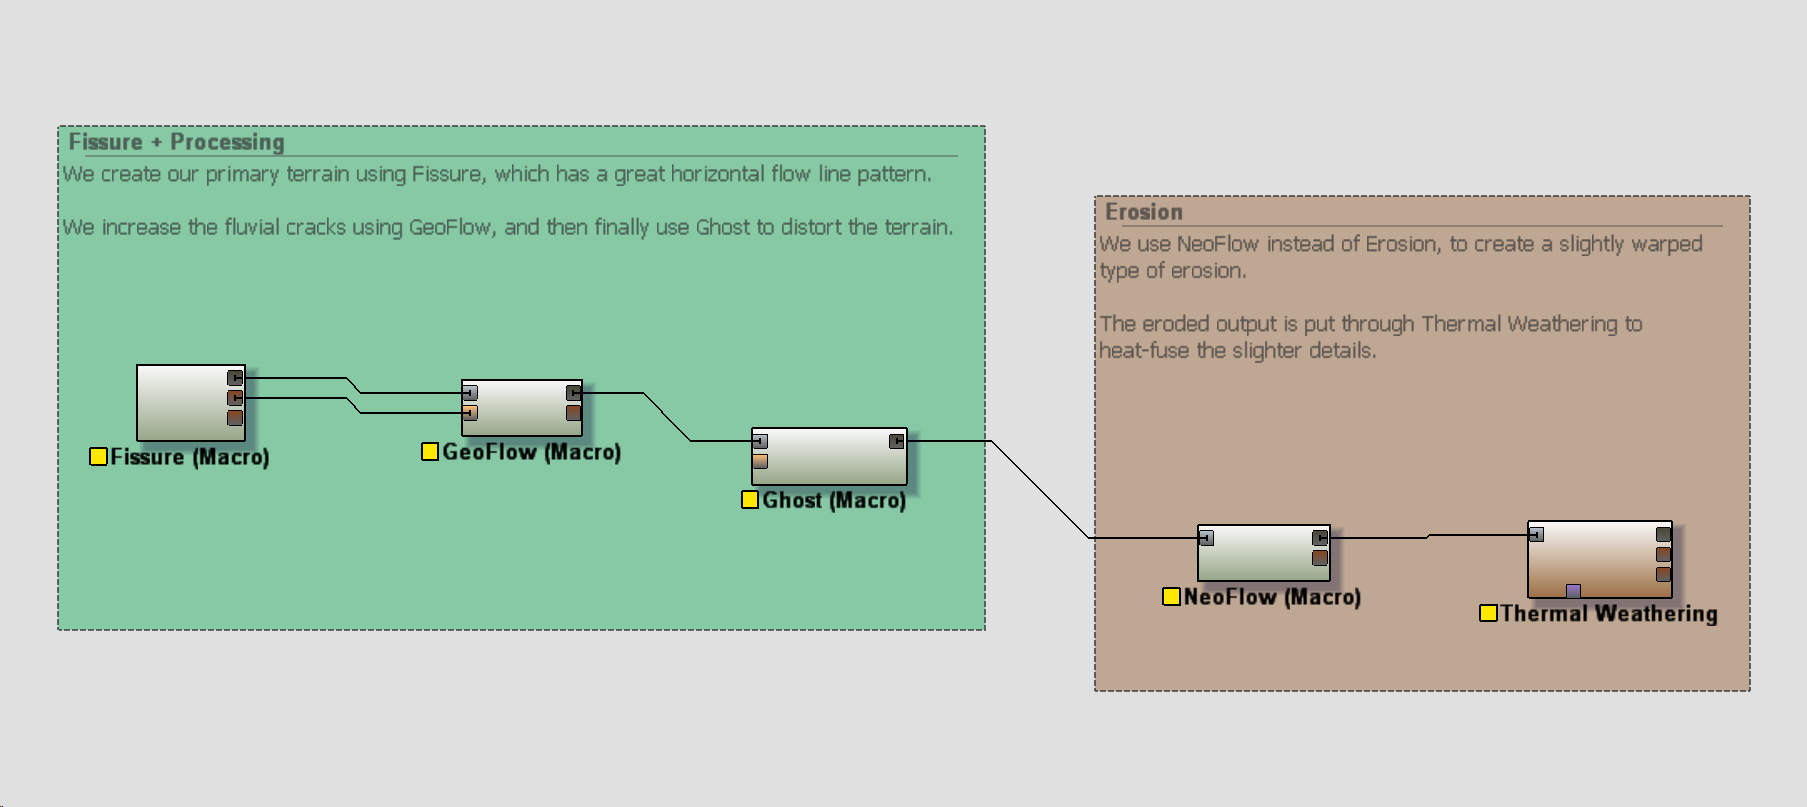 Fissure + Processing
We create our primary terrain using Fissure, which has a great horizontal flow line pattern.
We increase the fluvial cracks using GeoFlow, and then finally use Ghost to distort the terrain.
Fissure (Macro)
GeoFlow (Macro)
Ghost (Macro)
Erosion
We use NeoFlow instead of Erosion, to create a slightly warped
type of erosion.
The eroded output is put through Thermal Weathering to
heat-fuse the slighter details.
NeoFlow (Macro)
Thermal Weathering